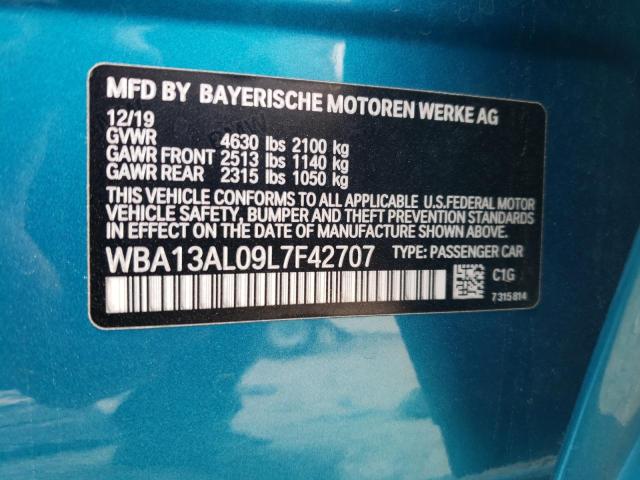 MFD BY BAYERISCHE MOTOREN WERKE AG
12/19
GVWR 4630 lbs 2100 kg
GAWR FRONT 2513 lbs 1140 kg
GAWR REAR 2315 lbs 1050 kg
THIS VEHICLE CONFORMS TO ALL APPLICABLE U.S.FEDERAL MOTOR
VEHICLE SAFETY, BUMPER, AND THEFT PREVENTION STANDARDS
IN EFFECT ON THE DATE OF MANUFACTURE SHOWN ABOVE.
WBA13AL09L7F42707 TYPE: PASSENGER CAR
C1G
7315814